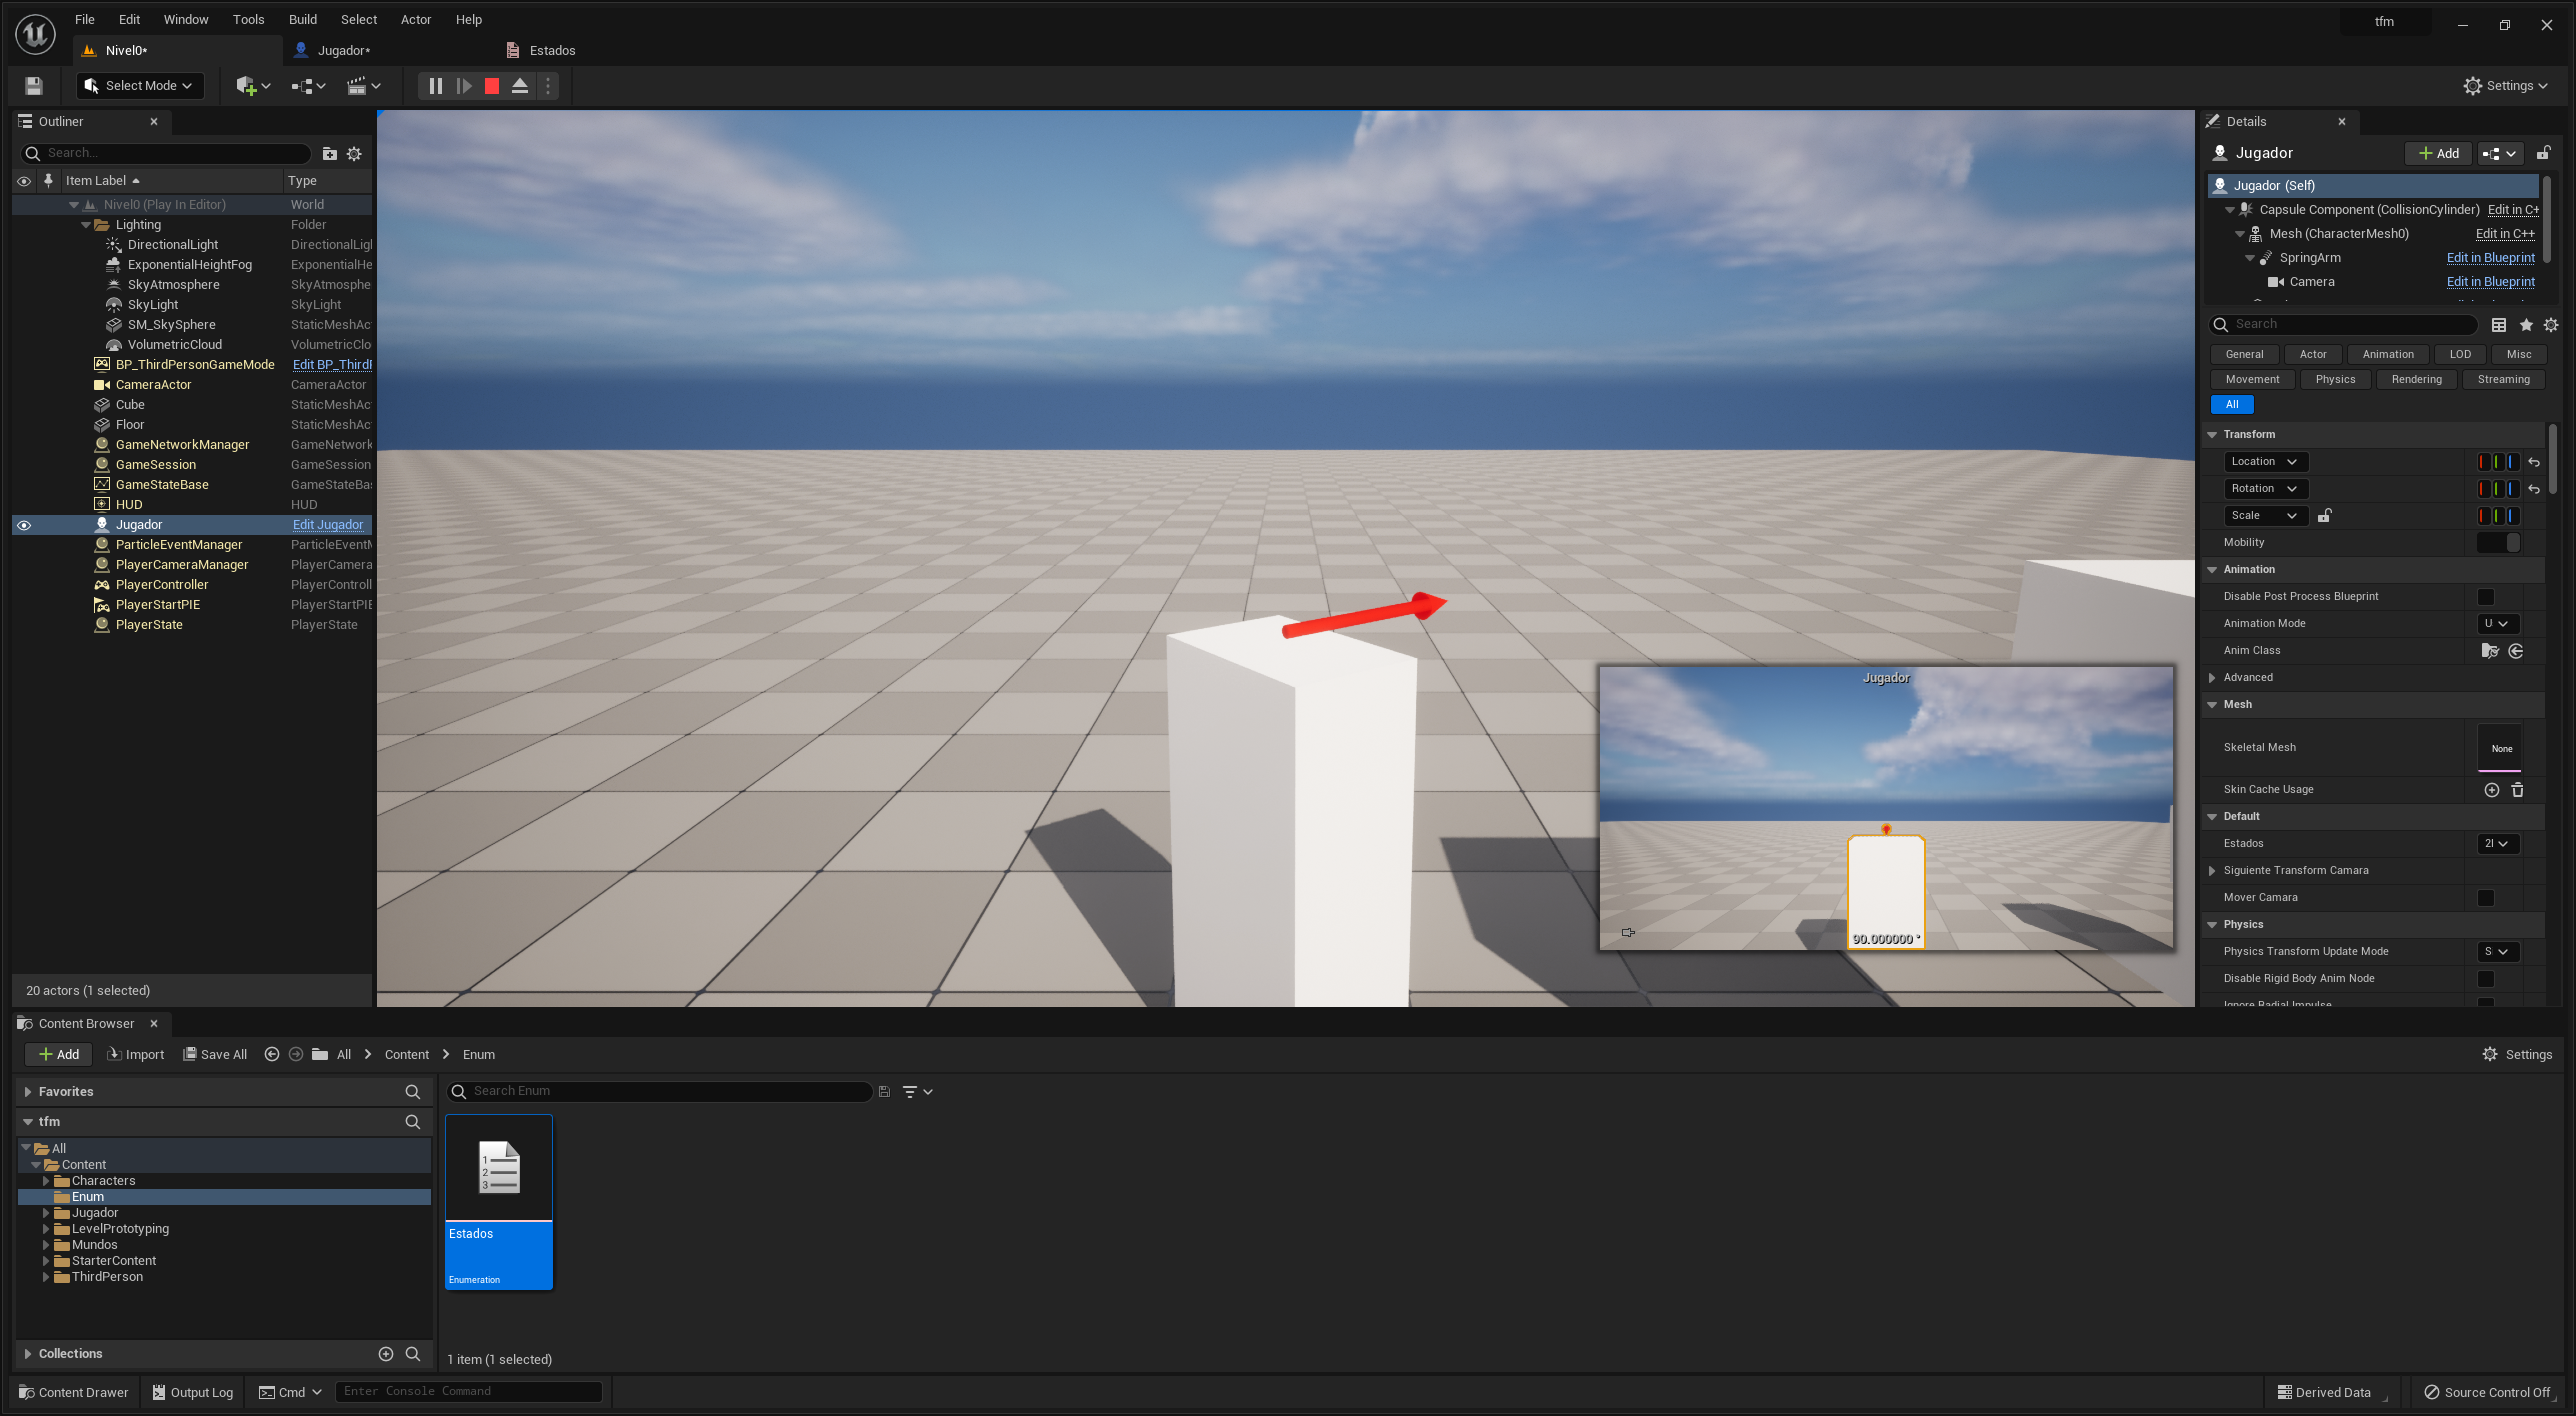 File Edit Window Tools Build Select Actor Help
tfm
Nivel0*
Jugador*
Estados
Select Mode
Settings
Outliner
Search...
Item Label
Type
Nivel0 (Play In Editor) World
Lighting Folder
DirectionalLight DirectionalLigh
ExponentialHeightFog ExponentialHe
SkyAtmosphere SkyAtmosphe
SkyLight SkyLight
SM_SkySphere StaticMeshAc
VolumetricCloud VolumetricClo
BP_ThirdPersonGameMode Edit BP_ThirdP
CameraActor CameraActor
Cube StaticMeshAc
Floor StaticMeshAc
GameNetworkManager GameNetwork
GameSession GameSession
GameStateBase GameStateBa
HUD HUD
Jugador Edit Jugador
ParticleEventManager ParticleEventM
PlayerCameraManager PlayerCamera
PlayerController PlayerControll
PlayerStartPIE PlayerStartPIE
PlayerState PlayerState
20 actors (1 selected)
Jugador
90.000000 °
Details
Jugador
Add
Jugador (Self)
Capsule Component (CollisionCylinder) Edit in C+
Mesh (CharacterMesh0) Edit in C++
SpringArm Edit in Blueprint
Camera Edit in Blueprint
Search
General Actor Animation LOD Misc
Movement Physics Rendering Streaming
All
Transform
Location
Rotation
Scale
Mobility
Animation
Disable Post Process Blueprint
Animation Mode U
Anim Class
Advanced
Mesh
Skeletal Mesh None
Skin Cache Usage
Default
Estados 2I
Siguiente Transform Camara
Mover Camara
Physics
Physics Transform Update Mode S
Disable Rigid Body Anim Node
Ignore Radial Impulse
Content Browser
Add Import Save All All Content Enum
Settings
Favorites
tfm
All
Content
Characters
Enum
Jugador
LevelPrototyping
Mundos
StarterContent
ThirdPerson
Collections
Search Enum
1
2
3
Estados
Enumeration
1 item (1 selected)
Content Drawer Output Log Cmd Enter Console Command
Derived Data Source Control Off